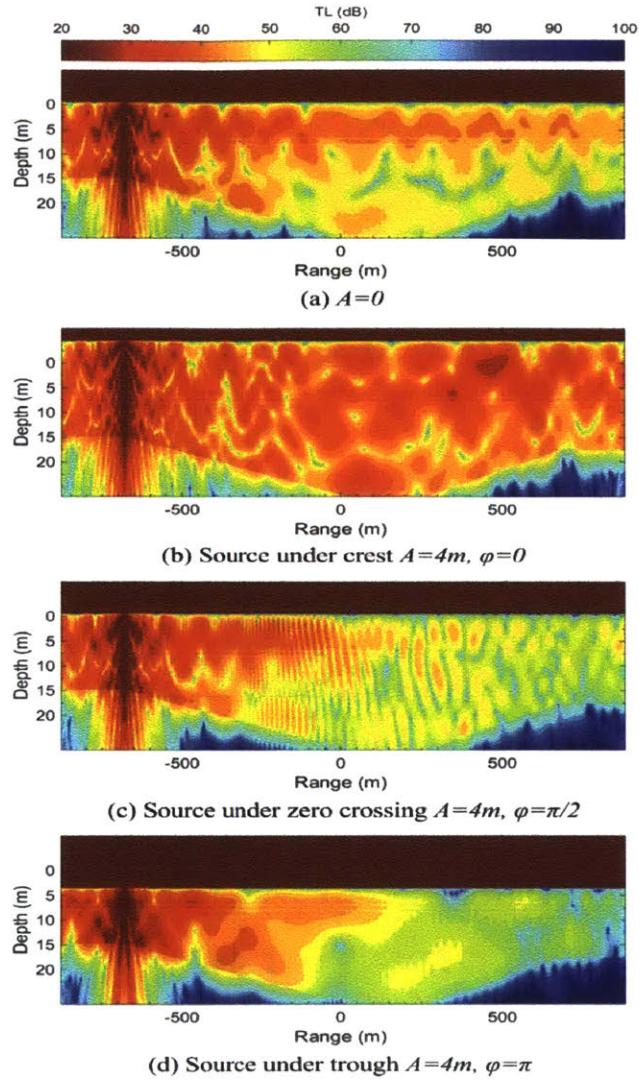 TL (dB)
20 30 40 50 60 70 80 90 100
0
5
10
15
20
Depth (m)
-500 0 500
Range (m)
(a) A=0
0
5
10
15
20
Depth (m)
-500 0 500
Range (m)
(b) Source under crest A=4m, φ=0
0
5
10
15
20
Depth (m)
-500 0 500
Range (m)
(c) Source under zero crossing A=4m, φ=π/2
0
5
10
15
20
Depth (m)
-500 0 500
Range (m)
(d) Source under trough A=4m, φ=π